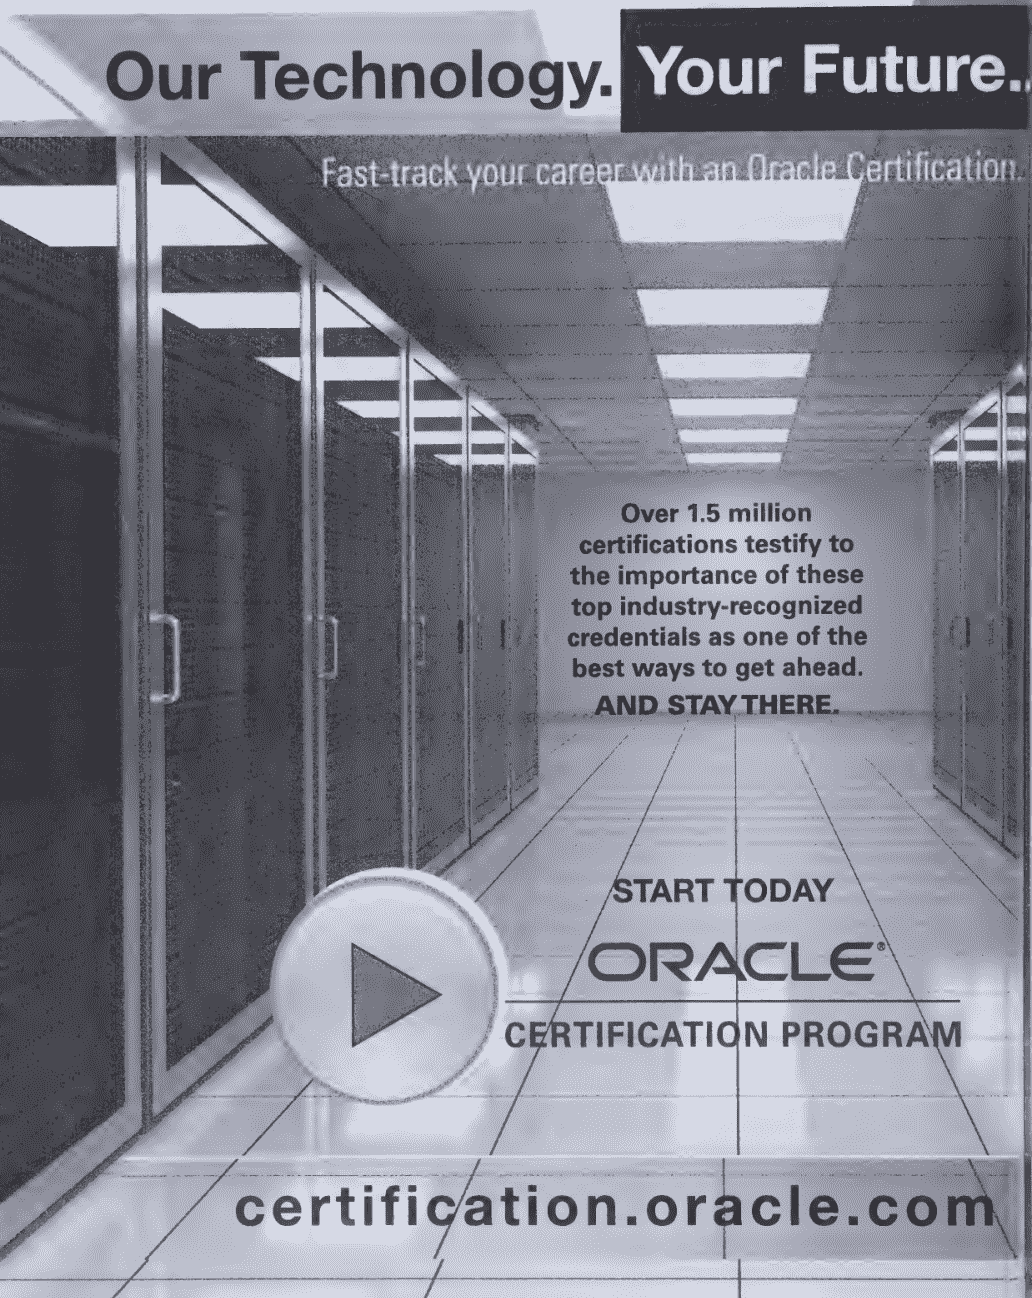 Our Technology. Your Future.
Fast-track your career with an Oracle Certification.
Over 1.5 million
certifications testify to
the importance of these
top industry-recognized
credentials as one of the
best ways to get ahead.
AND STAY THERE.
START TODAY
ORACLE®
CERTIFICATION PROGRAM
certification.oracle.com